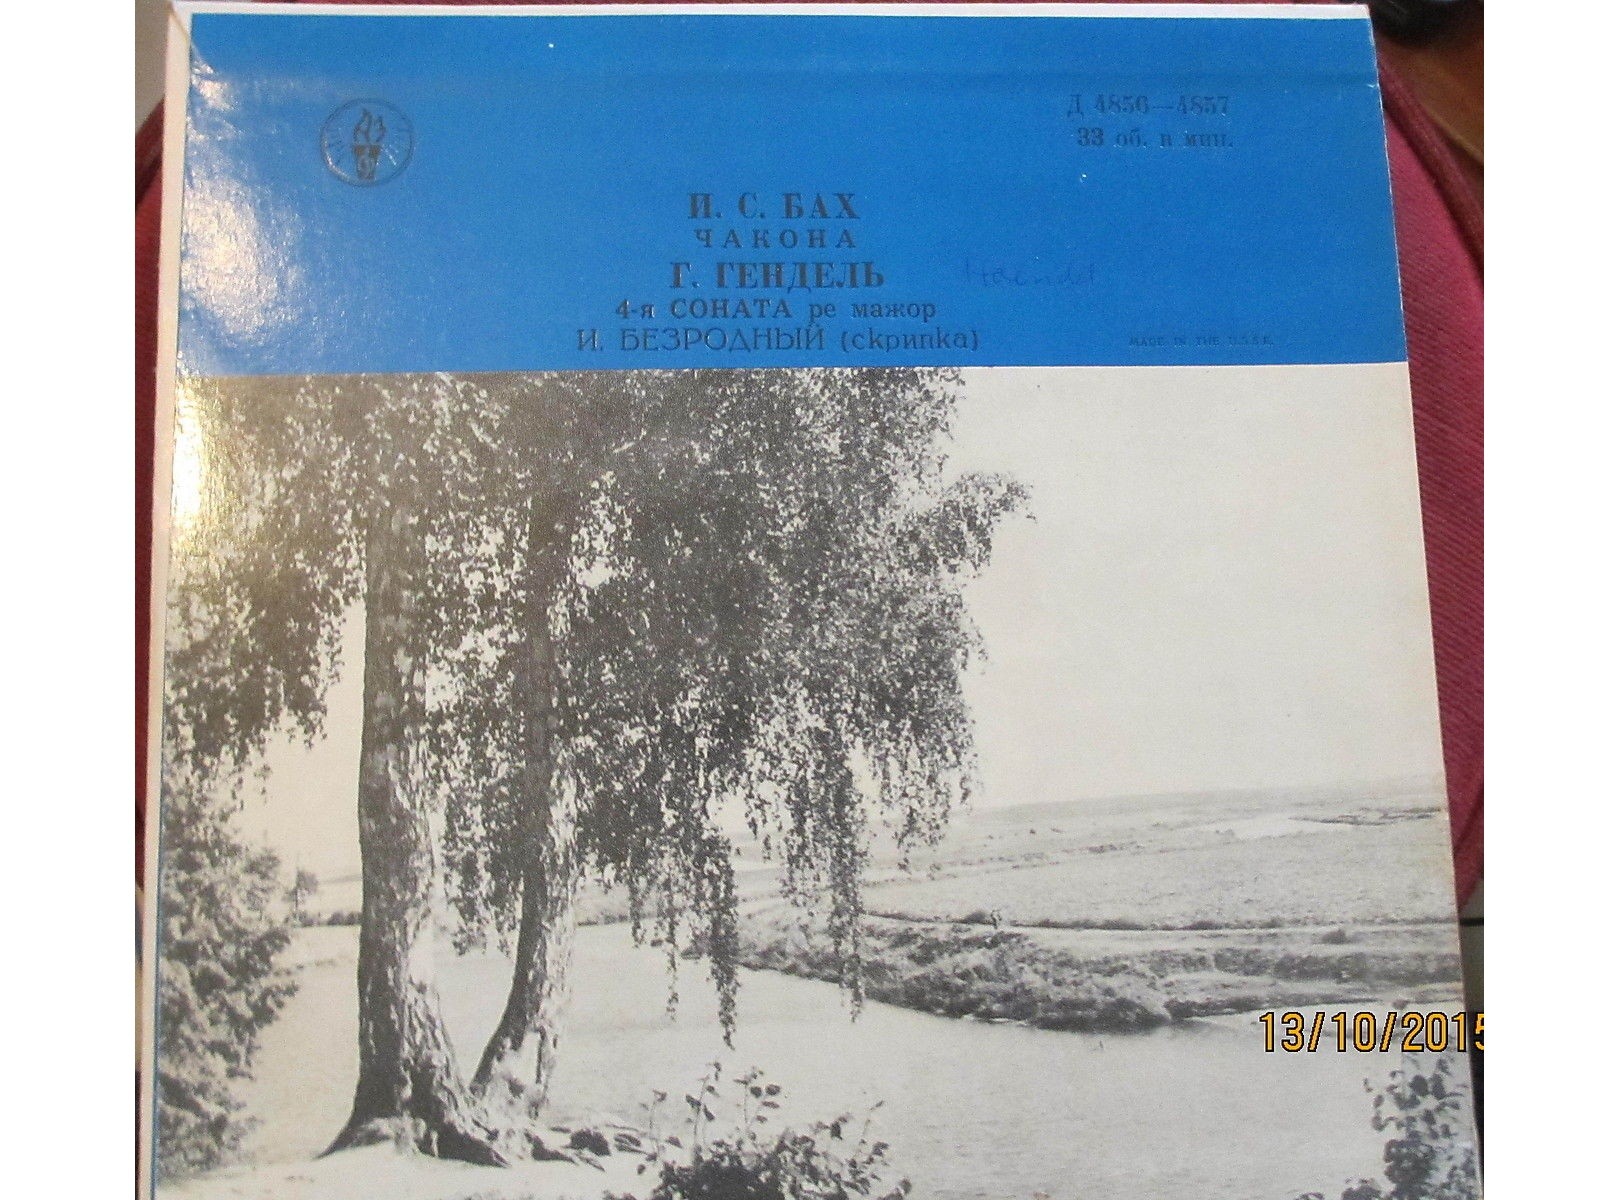 Д 4856—4857
33 об. в мин.
И. С. БАХ
ЧАКОНА
Г. ГЕНДЕЛЬ Haendel
4-я СОНАТА ре мажор
И. БЕЗРОДНЫЙ (скрипка)
MADE IN THE U.S.S.R.
13/10/2015